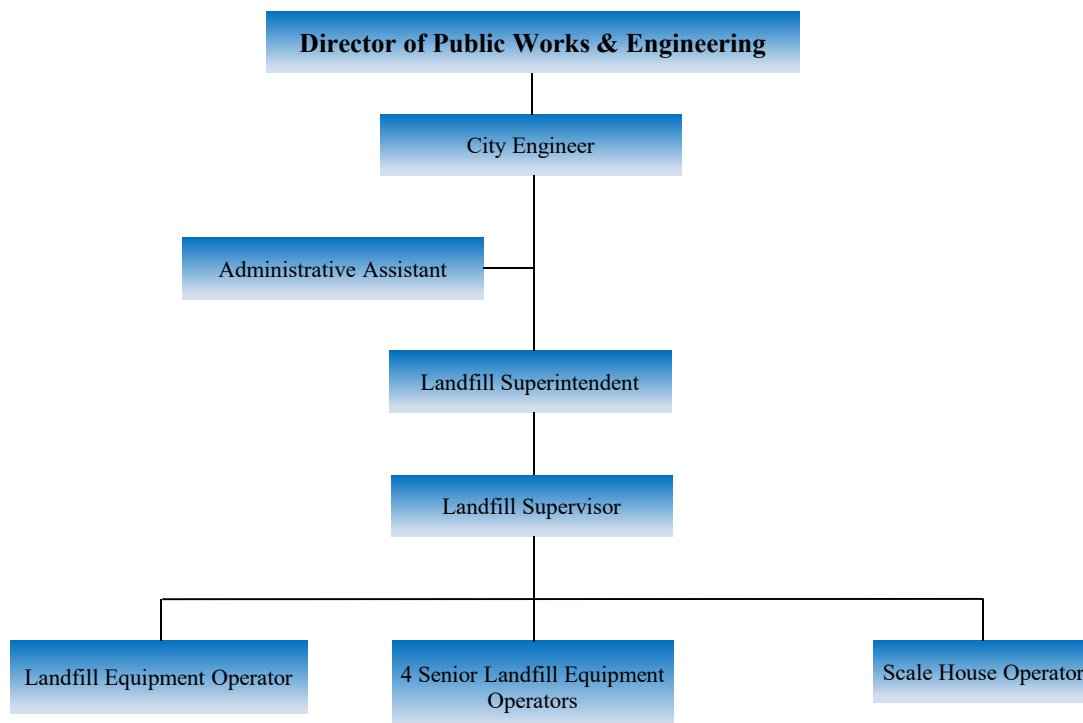 Director of Public Works & Engineering
City Engineer
Administrative Assistant
Landfill Superintendent
Landfill Supervisor
Landfill Equipment Operator
4 Senior Landfill Equipment
Operators
Scale House Operator